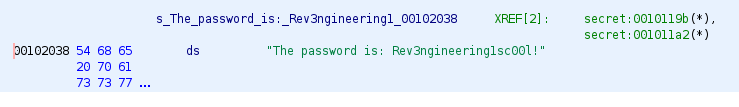 s_The_password_is:_Rev3ngineering1_00102038 XREF[2]: secret:0010119b(*),
secret:001011a2(*)
00102038 54 68 65 ds "The password is: Rev3ngineering1sc00l!"
20 70 61
73 73 77 ...